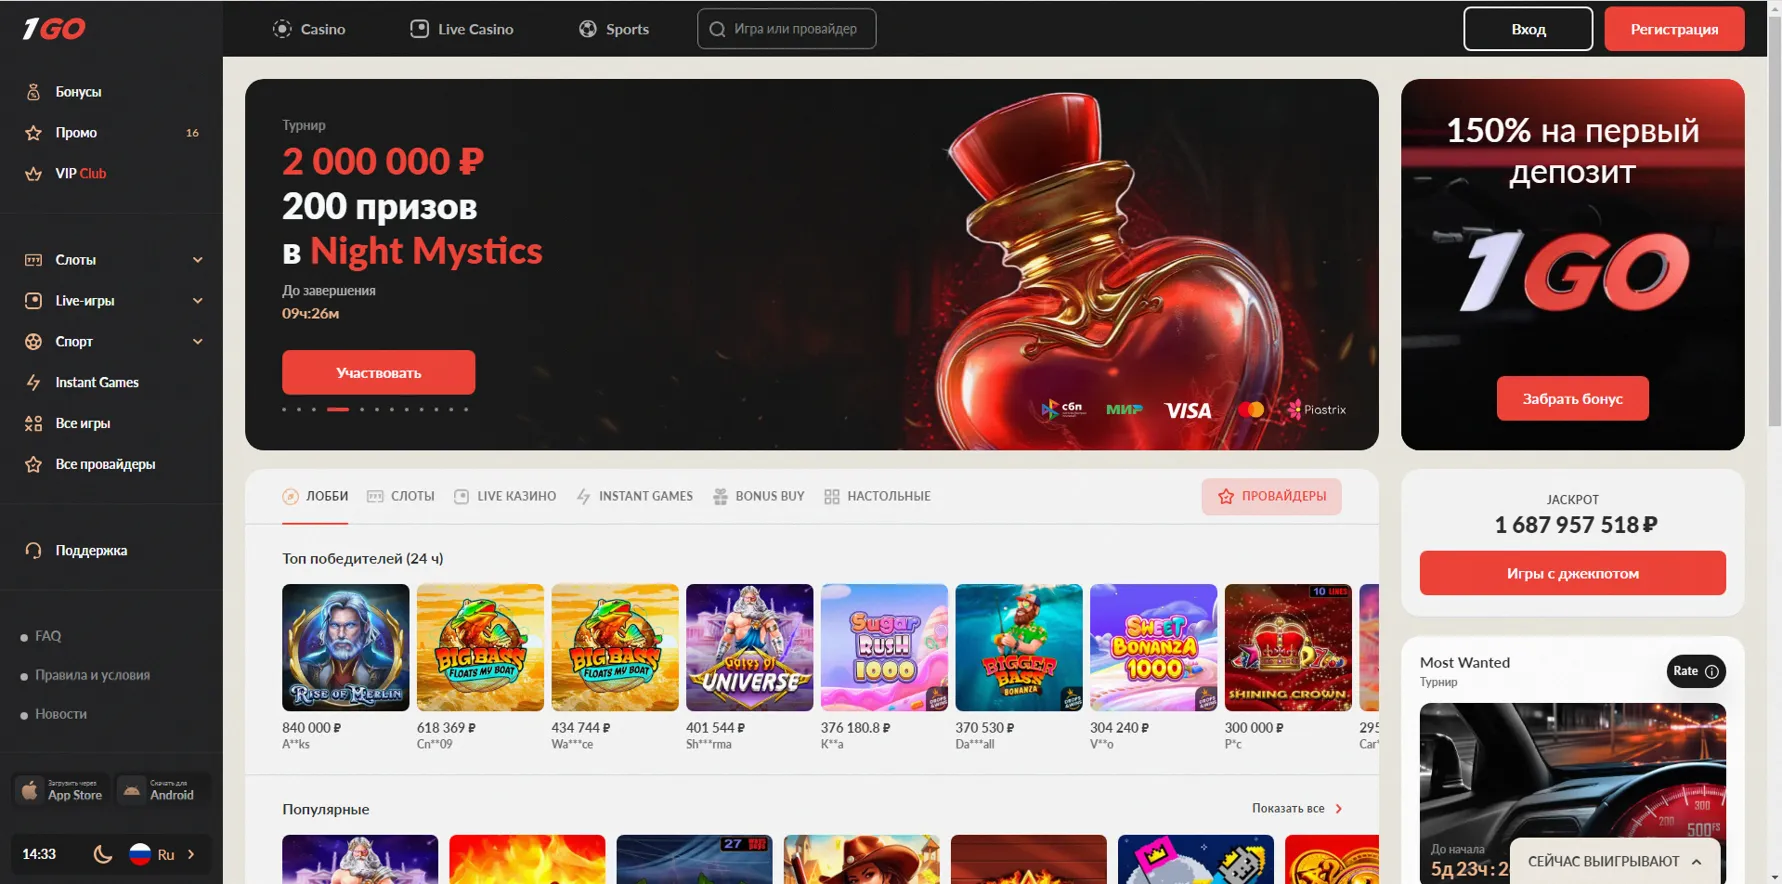 1GO
Casino
Live Casino
Sports
Игра или провайдер
Вход
Регистрация
Бонусы
Промо 16
VIP Club
Слоты
Live-игры
Спорт
Instant Games
Все игры
Все провайдеры
Поддержка
FAQ
Правила и условия
Новости
Загрузить через
App Store
Скачать для
Android
14:33
Ru
Турнир
2 000 000 ₽
200 призов
в Night Mystics
До завершения
09ч:26м
Участвовать
сбп
МИР
VISA
Piastrix
150% на первый
депозит
1GO
Забрать бонус
ЛОББИ
СЛОТЫ
LIVE КАЗИНО
INSTANT GAMES
BONUS BUY
НАСТОЛЬНЫЕ
ПРОВАЙДЕРЫ
Топ победителей (24 ч)
RISE OF MERLIN
840 000 ₽
A**ks
BIG BASS
FLOATS MY BOAT
618 369 ₽
Cn**09
BIG BASS
FLOATS MY BOAT
434 744 ₽
Wa***ce
GATES OF
UNIVERSE
401 544 ₽
Sh***rma
SUGAR
RUSH
1000
376 180.8 ₽
K**a
BIGGER
BASS
BONANZA
370 530 ₽
Da***all
SWEET
BONANZA
1000
304 240 ₽
V**o
10 LINES
SHINING CROWN
300 000 ₽
P*c
295
Car*
Популярные
Показать все
27
JACKPOT
1 687 957 518 ₽
Игры с джекпотом
Most Wanted
Турнир
Rate
200
300
500FS
До начала
5д 23ч : 2
СЕЙЧАС ВЫИГРЫВАЮТ